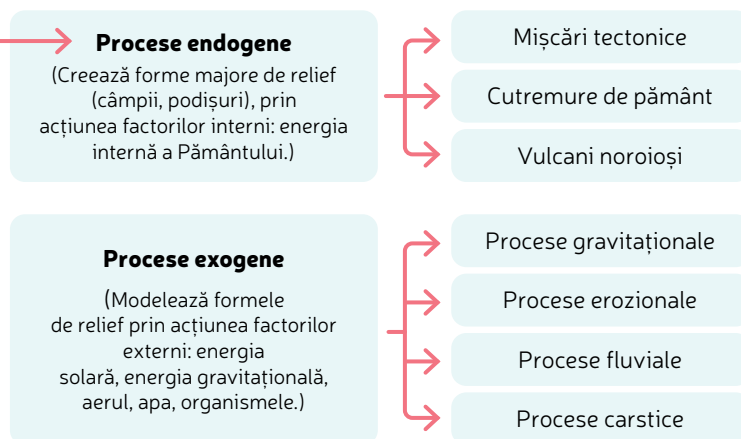 Procese endogene
(Creează forme majore de relief
(câmpii, podișuri), prin
acțiunea factorilor interni: energia
internă a Pământului.)
Mișcări tectonice
Cutremure de pământ
Vulcani noroioși
Procese exogene
(Modelează formele
de relief prin acțiunea factorilor
externi: energia
solară, energia gravitațională,
aerul, apa, organismele.)
Procese gravitaționale
Procese erozionale
Procese fluviale
Procese carstice